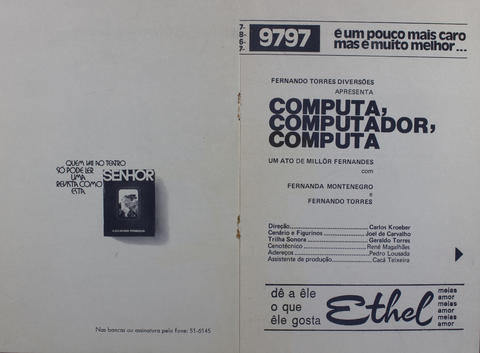 QUEM VAI AO TEATRO
SÓ PODE LER
UMA
REVISTA COMO
ESTA
SENHOR
Nas bancas ou assinatura pelo fone: 51-6145
7-
8-
6-
7-
9797
é um pouco mais caro
mas é muito melhor...
FERNANDO TORRES DIVERSÕES
APRESENTA
COMPUTA,
COMPUTADOR,
COMPUTA
UM ATO DE MILLÔR FERNANDES
com
FERNANDA MONTENEGRO
e
FERNANDO TORRES
Direção Carlos Kroeber
Cenário e Figurinos Joel de Carvalho
Trilha Sonora Geraldo Torres
Cenotécnico René Magalhães
Adereços Pedro Lousada
Assistente de produção Cacá Teixeira
dê a êle
o que
êle gosta
Ethel
meias
amor
meias
amor
meias
amor
meias